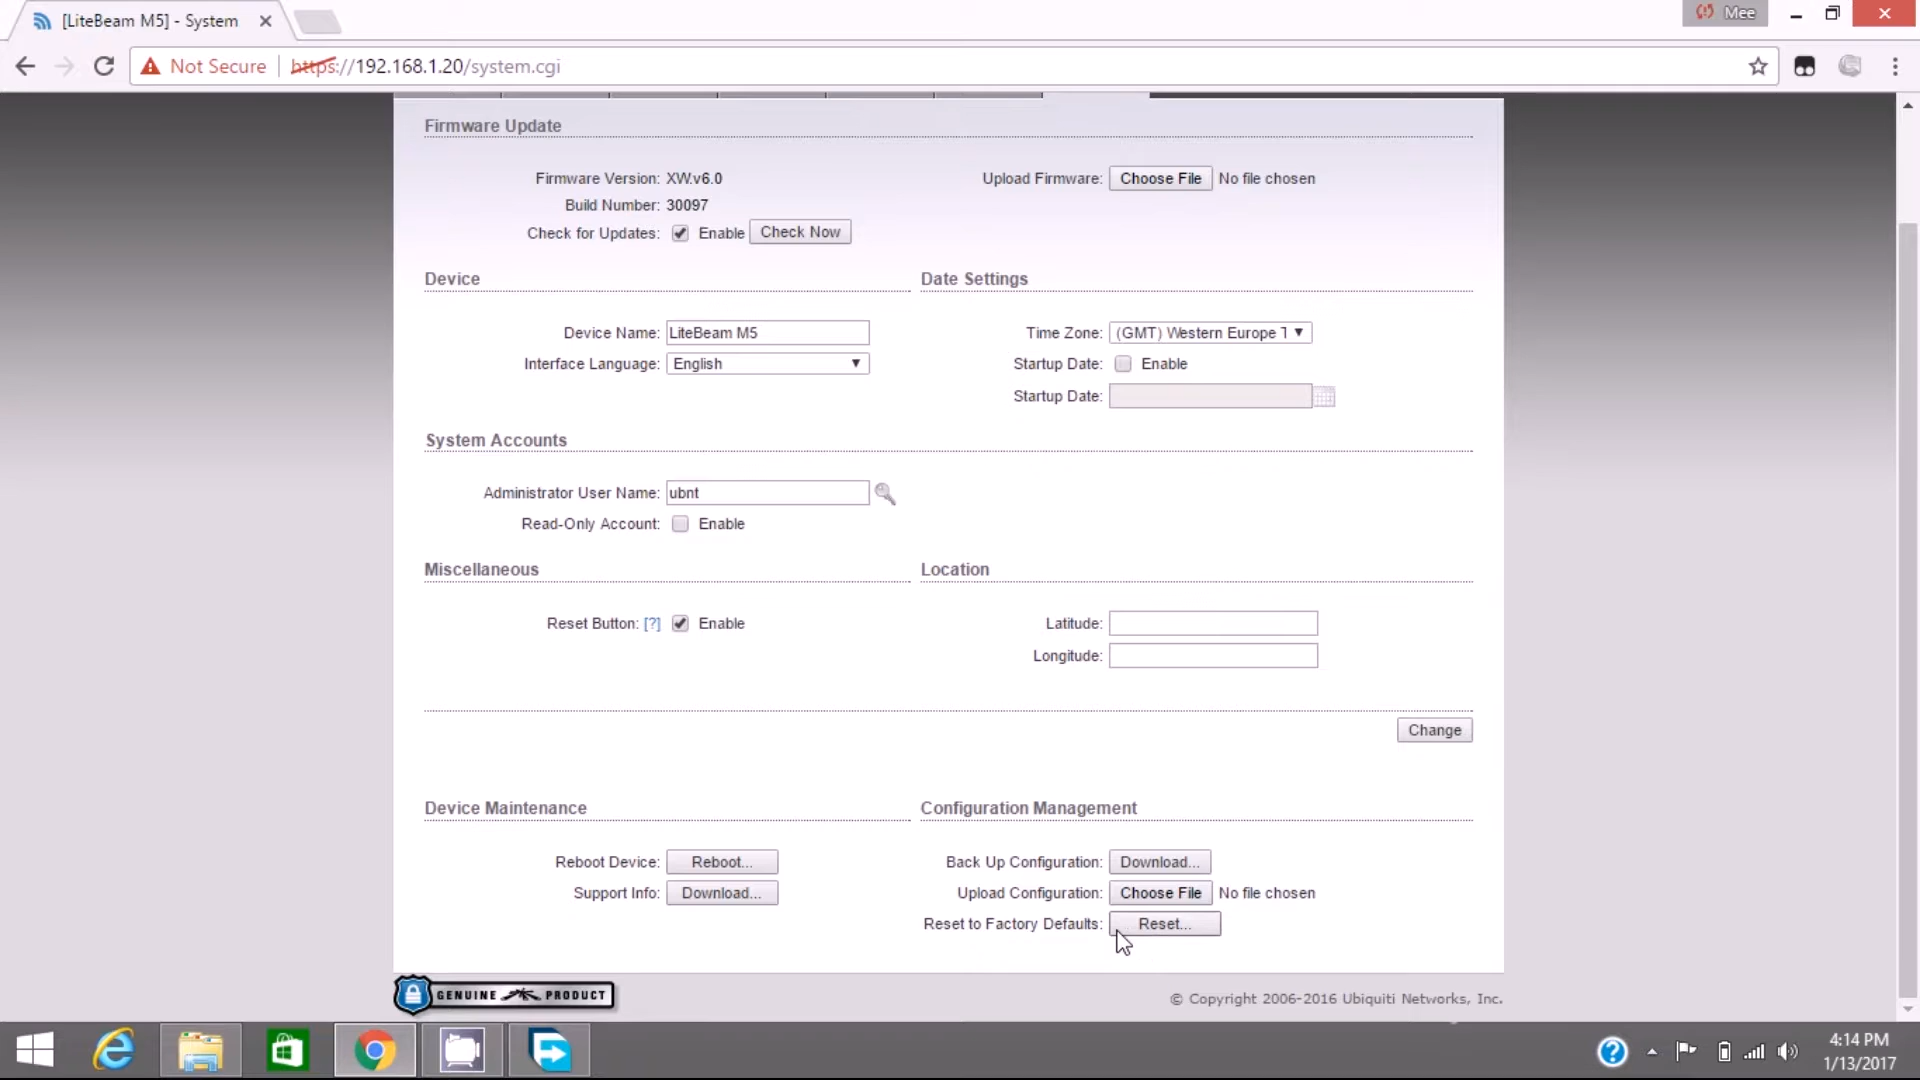 [LiteBeam M5] - System
Mee
Not Secure https://192.168.1.20/system.cgi
Firmware Update
Firmware Version: XW.v6.0
Upload Firmware: Choose File No file chosen
Build Number: 30097
Check for Updates: Enable Check Now
Device
Date Settings
Device Name: LiteBeam M5
Time Zone: (GMT) Western Europe T
Interface Language: English
Startup Date: Enable
Startup Date:
System Accounts
Administrator User Name: ubnt
Read-Only Account: Enable
Miscellaneous
Location
Reset Button: [?] Enable
Latitude:
Longitude:
Change
Device Maintenance
Configuration Management
Reboot Device: Reboot...
Back Up Configuration: Download...
Support Info: Download...
Upload Configuration: Choose File No file chosen
Reset to Factory Defaults: Reset...
GENUINE PRODUCT
© Copyright 2006-2016 Ubiquiti Networks, Inc.
4:14 PM
1/13/2017